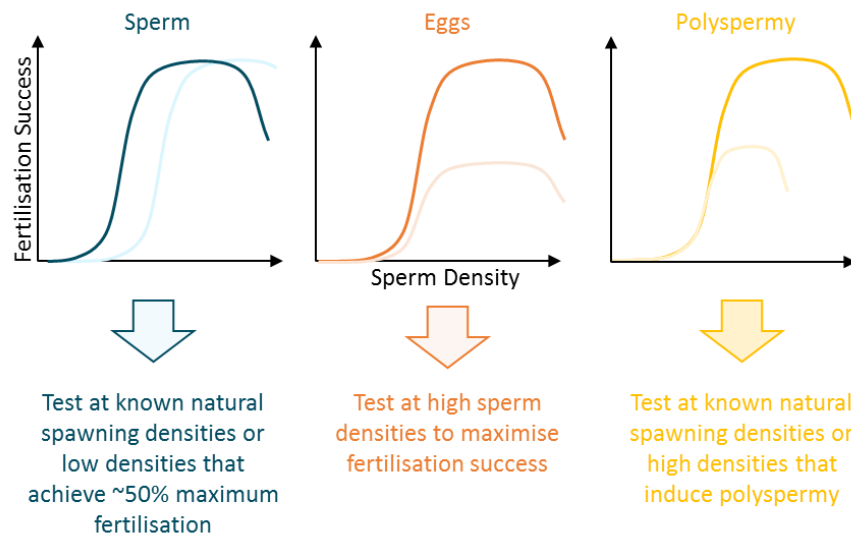 Sperm
Eggs
Polyspermy
Fertilisation Success
Sperm Density
Test at known natural
spawning densities or
low densities that
achieve ~50% maximum
fertilisation
Test at high sperm
densities to maximise
fertilisation success
Test at known natural
spawning densities or
high densities that
induce polyspermy